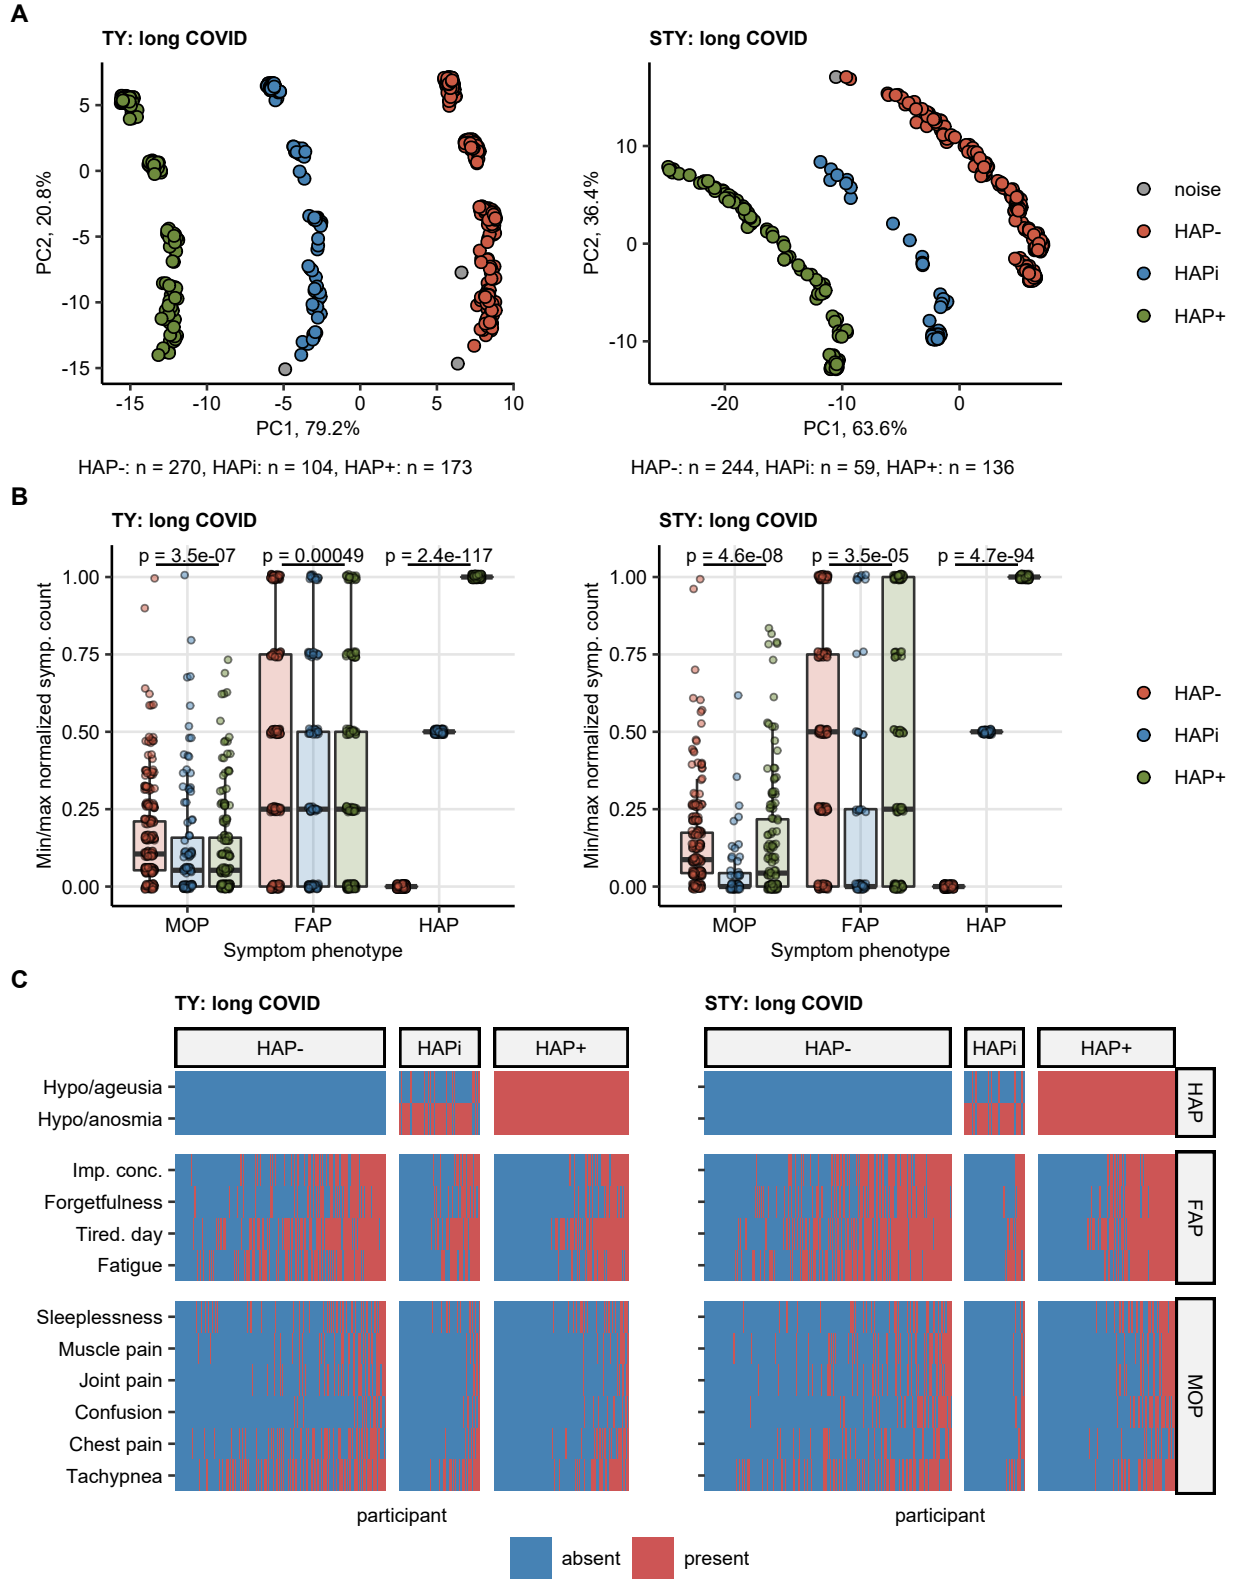 A
TY: long COVID
STY: long COVID
PC2, 20.8%
5
0
-5
-10
-15
-15
-10
-5
0
5
10
PC1, 79.2%
HAP-: n = 270, HAPi: n = 104, HAP+: n = 173
PC2, 36.4%
10
0
-10
-20
-10
0
PC1, 63.6%
HAP-: n = 244, HAPi: n = 59, HAP+: n = 136
noise
HAP-
HAPi
HAP+
B
TY: long COVID
p = 3.5e-07
p = 0.00049
p = 2.4e-117
Min/max normalized symp. count
1.00
0.75
0.50
0.25
0.00
MOP
FAP
HAP
Symptom phenotype
STY: long COVID
p = 4.6e-08
p = 3.5e-05
p = 4.7e-94
Min/max normalized symp. count
1.00
0.75
0.50
0.25
0.00
MOP
FAP
HAP
Symptom phenotype
HAP-
HAPi
HAP+
C
TY: long COVID
STY: long COVID
HAP-
HAPi
HAP+
HAP-
HAPi
HAP+
Hypo/ageusia
Hypo/anosmia
HAP
Imp. conc.
Forgetfulness
Tired. day
Fatigue
FAP
Sleeplessness
Muscle pain
Joint pain
Confusion
Chest pain
Tachypnea
MOP
participant
participant
absent
present